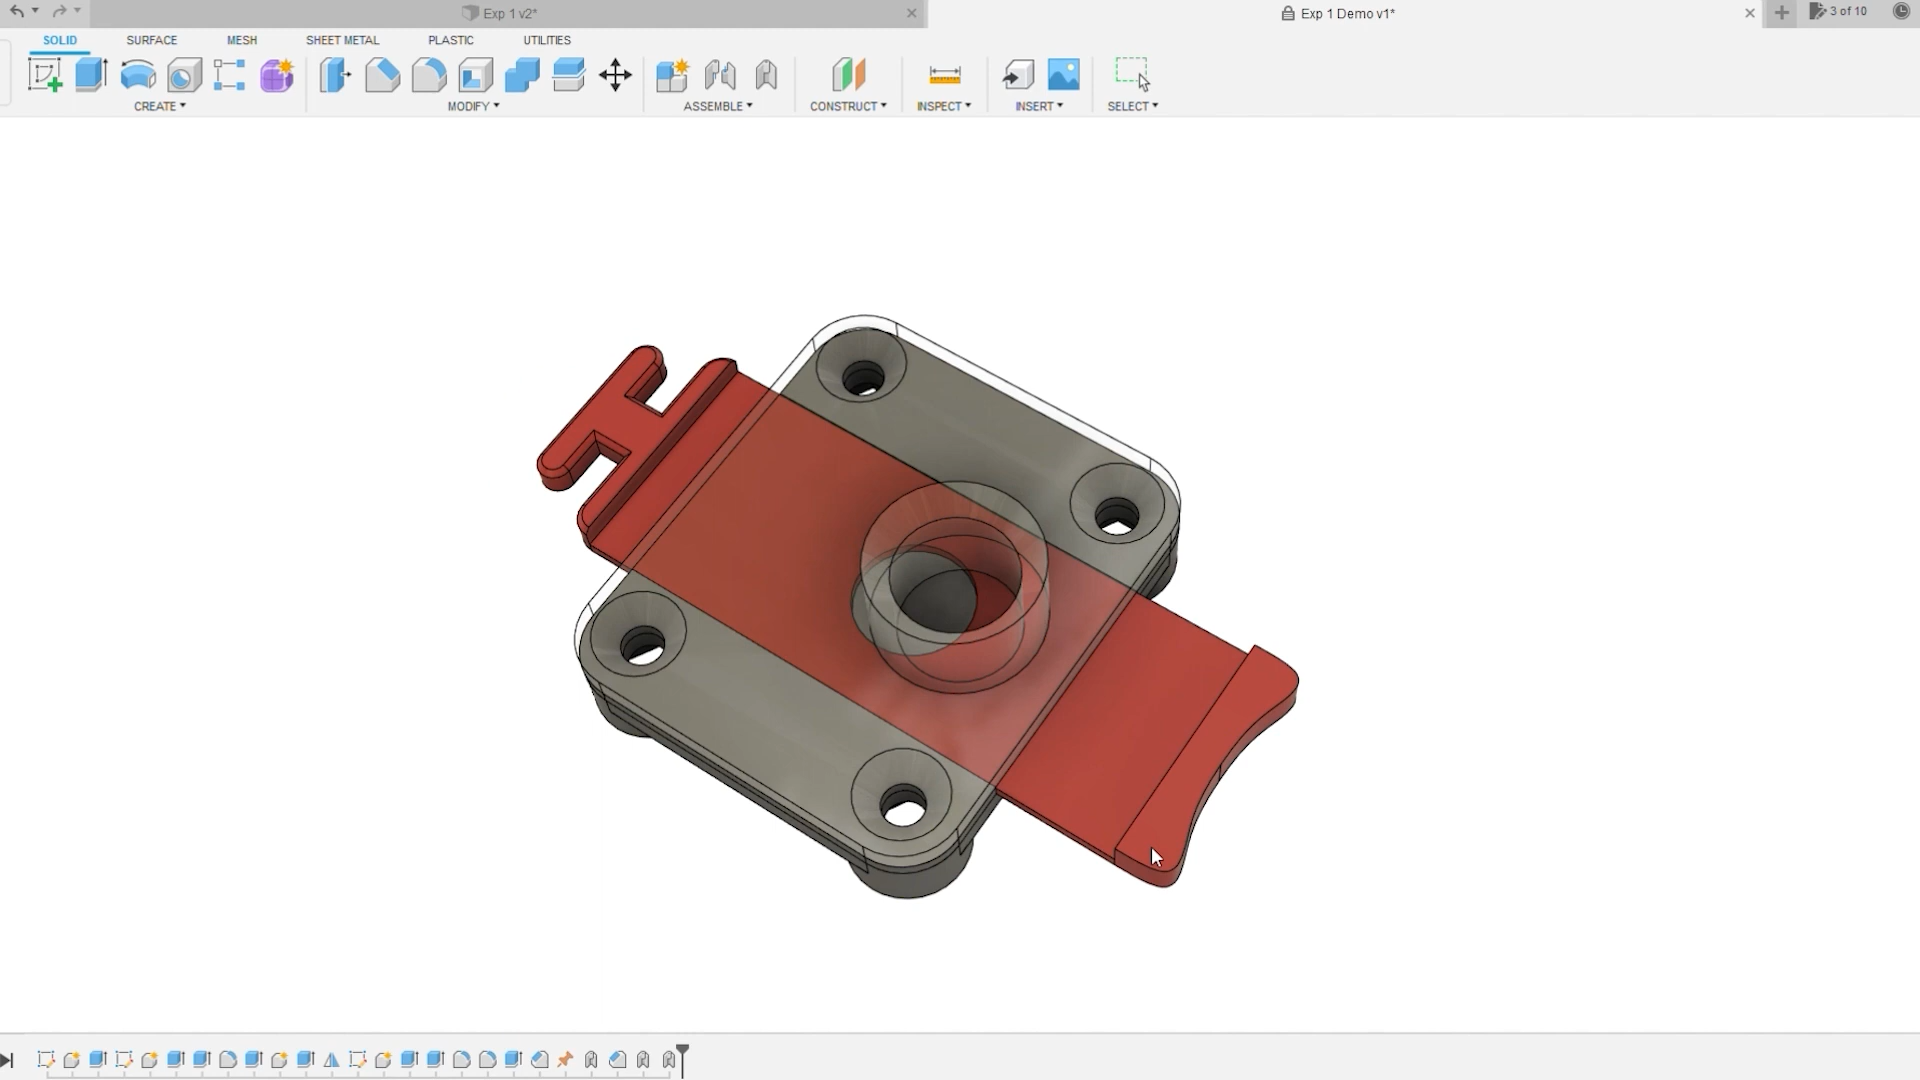 Exp 1 v2*
Exp 1 Demo v1*
3 of 10
SOLID
SURFACE
MESH
SHEET METAL
PLASTIC
UTILITIES
CREATE
MODIFY
ASSEMBLE
CONSTRUCT
INSPECT
INSERT
SELECT